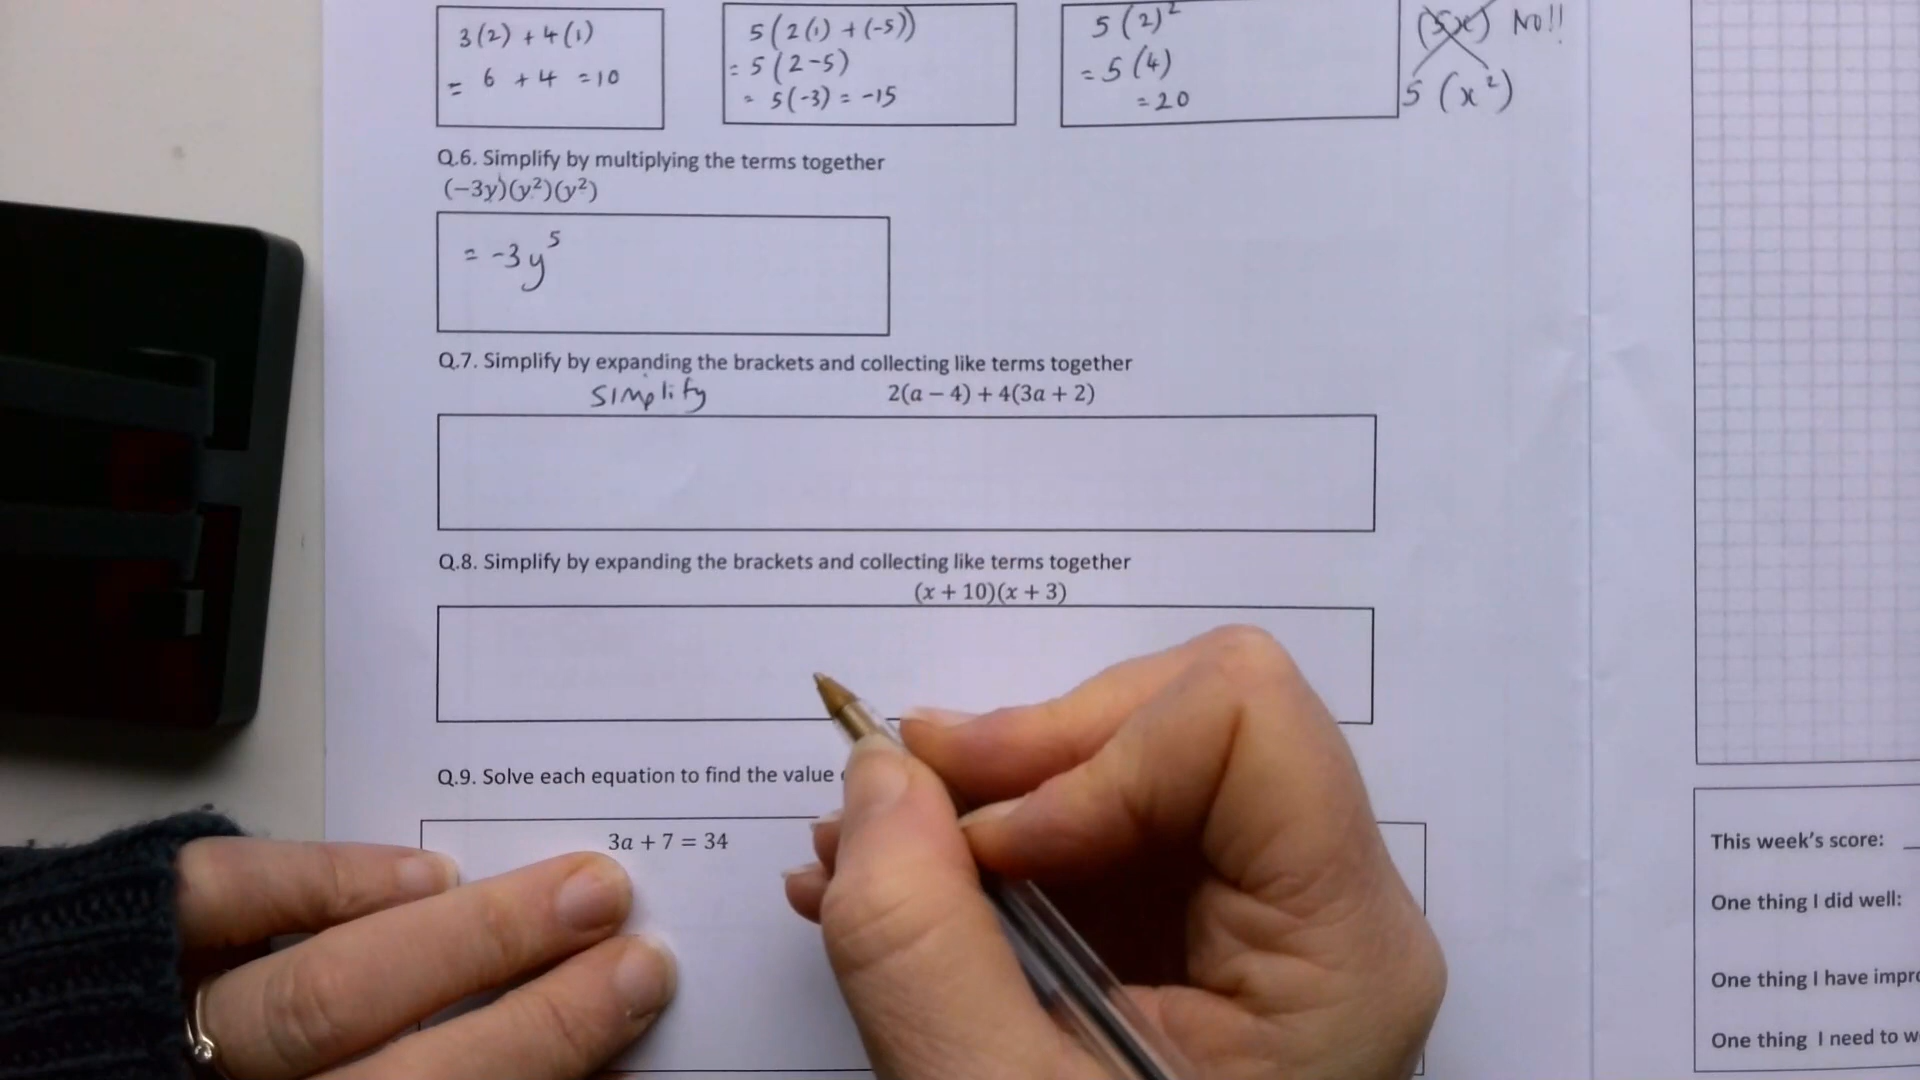 3(2) + 4(1)
= 6 + 4 = 10
5(2(1) + (-5))
= 5(2-5)
= 5(-3) = -15
5(2)²
= 5(4)
= 20
(5x) No!!
5(x²)
Q.6. Simplify by multiplying the terms together
(−3y)(y²)(y²)
= -3y⁵
Q.7. Simplify by expanding the brackets and collecting like terms together
Simplify 2(a − 4) + 4(3a + 2)
Q.8. Simplify by expanding the brackets and collecting like terms together
(x + 10)(x + 3)
Q.9. Solve each equation to find the value
3a + 7 = 34
This week's score:
One thing I did well:
One thing I have
One thing I need to